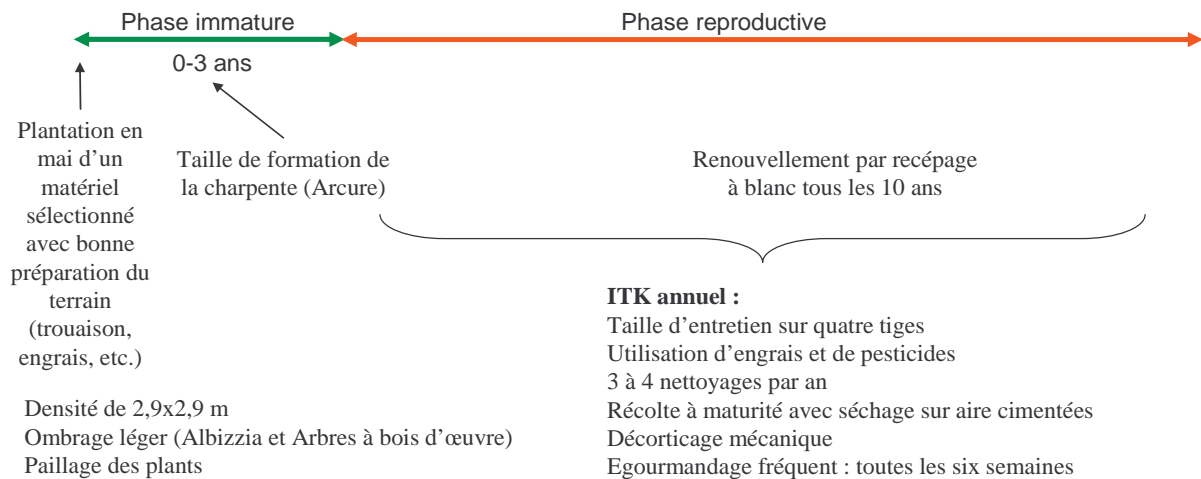 Phase immature
Phase reproductive
0-3 ans
Plantation en
mai d’un
matériel
sélectionné
avec bonne
préparation du
terrain
(trouaison,
engrais, etc.)
Taille de formation de
la charpente (Arcure)
Renouvellement par recépage
à blanc tous les 10 ans
Densité de 2,9x2,9 m
Ombrage léger (Albizzia et Arbres à bois d’œuvre)
Paillage des plants
ITK annuel :
Taille d’entretien sur quatre tiges
Utilisation d’engrais et de pesticides
3 à 4 nettoyages par an
Récolte à maturité avec séchage sur aire cimentées
Décorticage mécanique
Egourmandage fréquent : toutes les six semaines